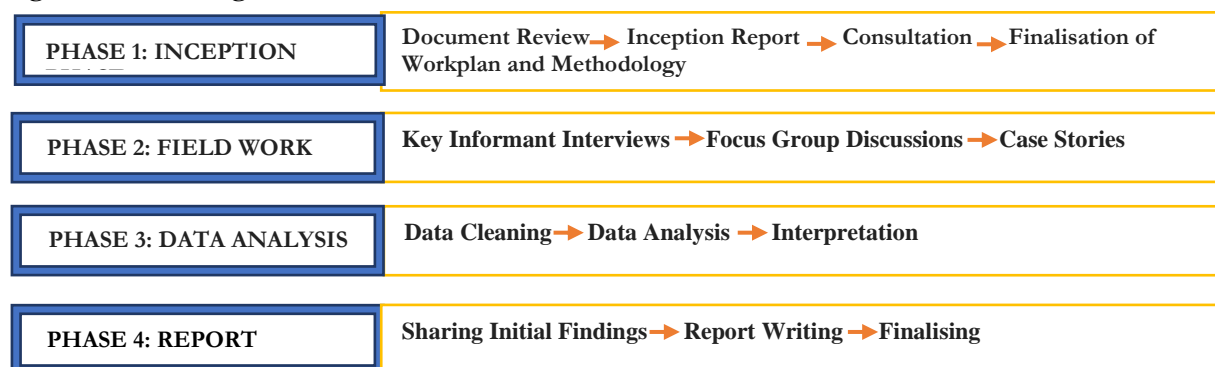 PHASE 1: INCEPTION
Document Review → Inception Report → Consultation → Finalisation of
Workplan and Methodology
PHASE 2: FIELD WORK
Key Informant Interviews → Focus Group Discussions → Case Stories
PHASE 3: DATA ANALYSIS
Data Cleaning → Data Analysis → Interpretation
PHASE 4: REPORT
Sharing Initial Findings → Report Writing → Finalising